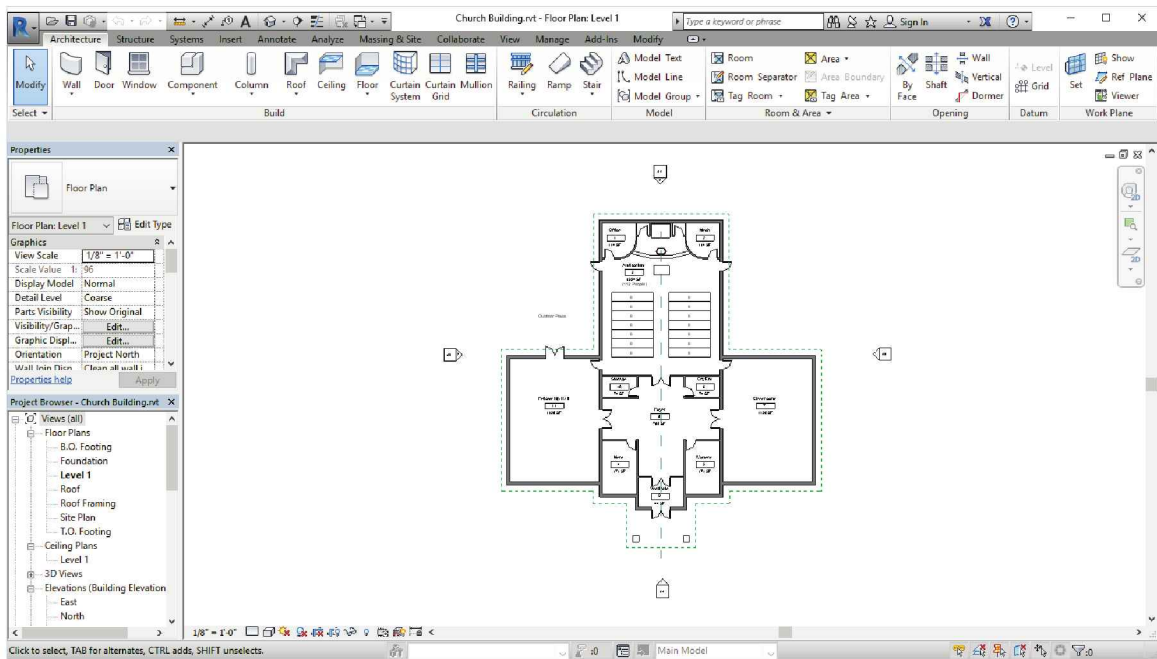 Church Building.rvt - Floor Plan: Level 1
Type a keyword or phrase
Sign In
Architecture Structure Systems Insert Annotate Analyze Massing & Site Collaborate View Manage Add-Ins Modify
Modify
Wall Door Window Component Column Roof Ceiling Floor Curtain System Curtain Grid Mullion
Railing Ramp Stair
Model Text
Model Line
Model Group
Room
Room Separator
Tag Room
Area
Area Boundary
Tag Area
By Face
Shaft
Wall
Vertical
Dormer
Level
Grid
Set
Show
Ref Plane
Viewer
Select Build Circulation Model Room & Area Opening Datum Work Plane
Properties
Floor Plan
Floor Plan: Level 1 Edit Type
Graphics
View Scale 1/8" = 1'-0"
Scale Value 1: 96
Display Model Normal
Detail Level Coarse
Parts Visibility Show Original
Visibility/Grap... Edit...
Graphic Displ... Edit...
Orientation Project North
Wall Join Disp Clean all wall j
Properties help Apply
Project Browser - Church Building.rvt
Views (all)
Floor Plans
B.O. Footing
Foundation
Level 1
Roof
Roof Framing
Site Plan
T.O. Footing
Ceiling Plans
Level 1
3D Views
Elevations (Building Elevation
East
North
1/8" = 1'-0"
Click to select, TAB for alternates, CTRL adds, SHIFT unselects.
:0
Main Model
:0